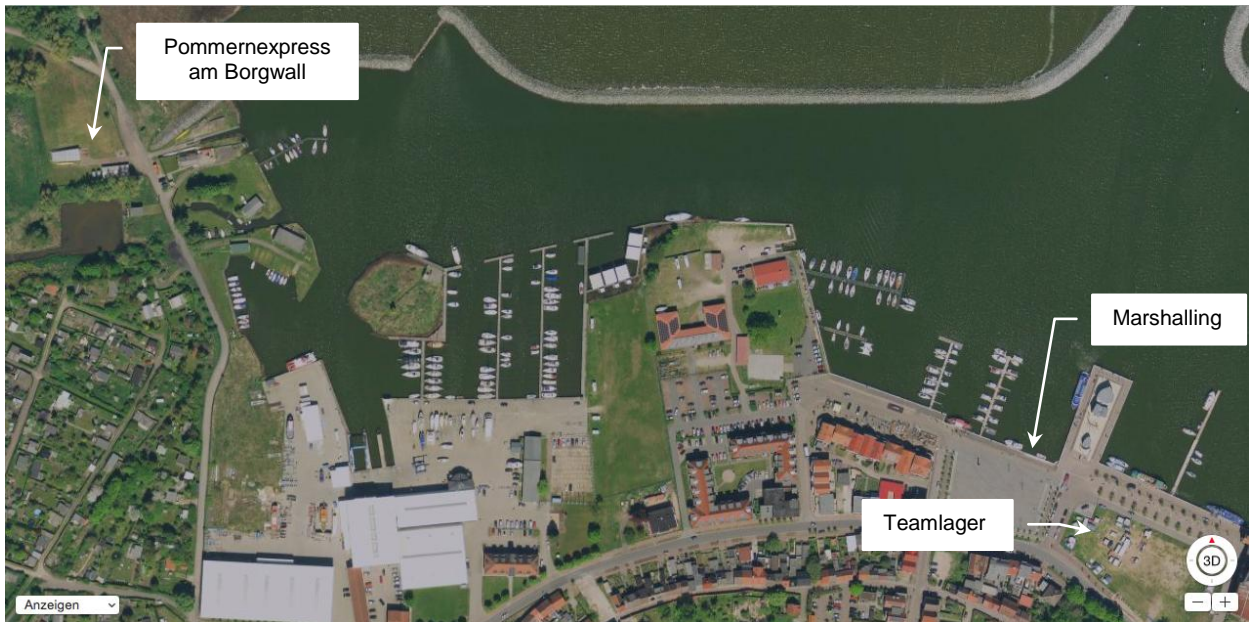 Pommernexpress
am Borgwall
Marshalling
Teamlager
3D
Anzeigen
− +